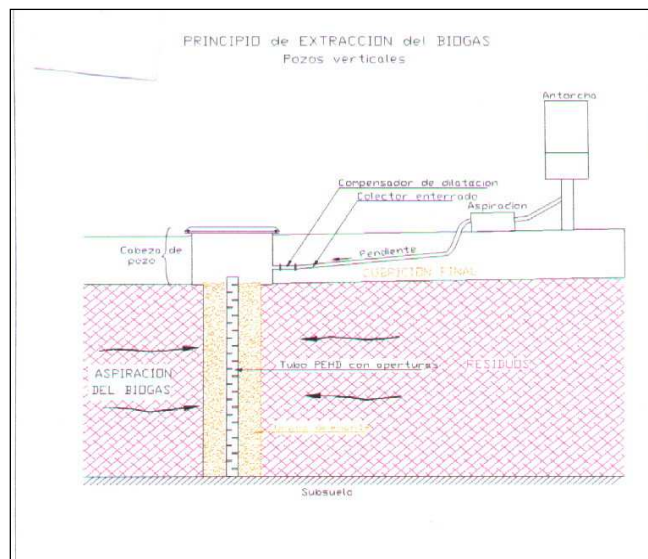 PRINCIPIO de EXTRACCION del BIOGAS
Pozos verticales
Antorcha
Compensador de dilatacion
Colector enterrado
Aspiracion
Cabeza de
pozo
Pendiente
CUBRICION FINAL
Tubo PEHD con aperturas
RESIDUOS
ASPIRACION
DEL BIOGAS
Subsuelo